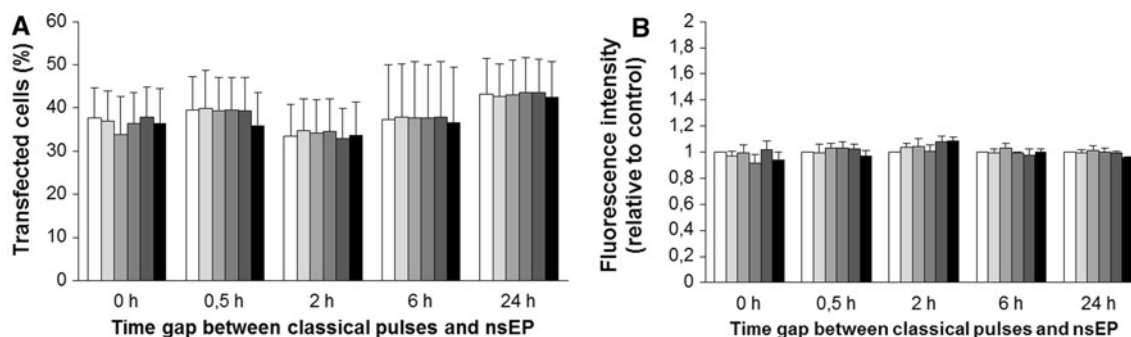 A
Transfected cells (%)
60
50
40
30
20
10
0
0 h 0,5 h 2 h 6 h 24 h
Time gap between classical pulses and nsEP
B
Fluorescence intensity
(relative to control)
2
1,8
1,6
1,4
1,2
1
0,8
0,6
0,4
0,2
0
0 h 0,5 h 2 h 6 h 24 h
Time gap between classical pulses and nsEP